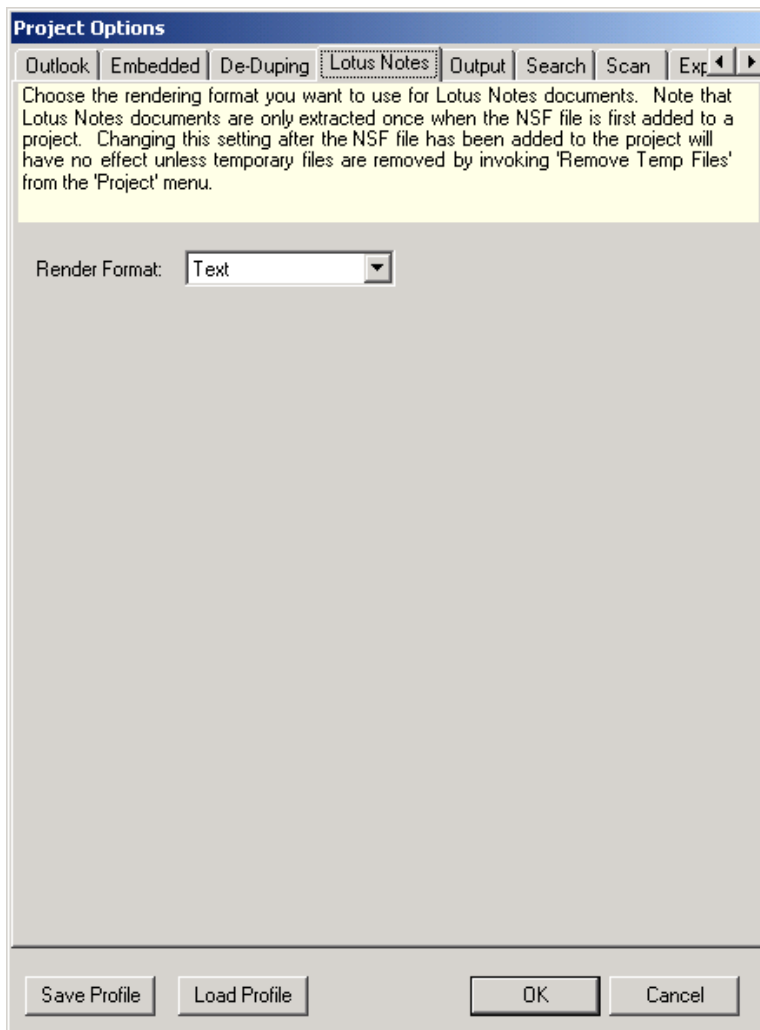 Project Options
Outlook Embedded De-Duping Lotus Notes Output Search Scan Exp
Choose the rendering format you want to use for Lotus Notes documents.  Note that
Lotus Notes documents are only extracted once when the NSF file is first added to a
project.  Changing this setting after the NSF file has been added to the project will
have no effect unless temporary files are removed by invoking 'Remove Temp Files'
from the 'Project' menu.
Render Format: Text
Save Profile Load Profile OK Cancel